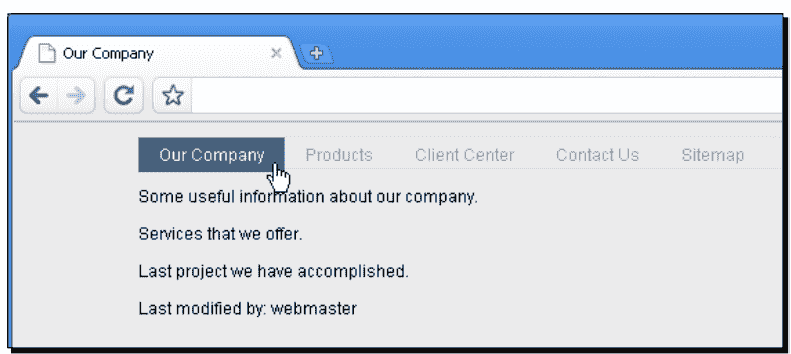 Our Company
Our Company Products Client Center Contact Us Sitemap
Some useful information about our company.
Services that we offer.
Last project we have accomplished.
Last modified by: webmaster